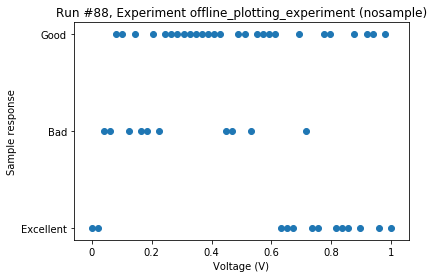 Run #88, Experiment offline_plotting_experiment (nosample)
Good
Bad
Excellent
Sample response
0 0.2 0.4 0.6 0.8 1
Voltage (V)